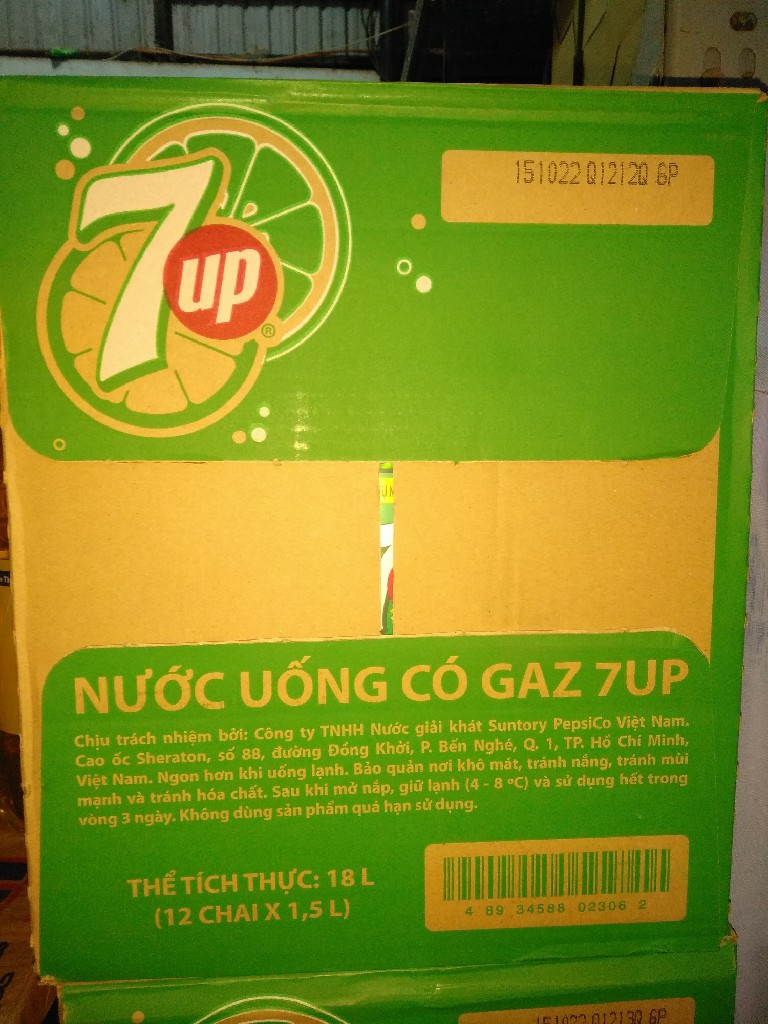 151022 Q1212Q 6P
7up
®
NƯỚC UỐNG CÓ GAZ 7UP
Chịu trách nhiệm bởi: Công ty TNHH Nước giải khát Suntory PepsiCo Việt Nam.
Cao ốc Sheraton, số 88, đường Đồng Khởi, P. Bến Nghé, Q. 1, TP. Hồ Chí Minh,
Việt Nam. Ngon hơn khi uống lạnh. Bảo quản nơi khô mát, tránh nắng, tránh mùi
mạnh và tránh hóa chất. Sau khi mở nắp, giữ lạnh (4 - 8 ºC) và sử dụng hết trong
vòng 3 ngày. Không dùng sản phẩm quá hạn sử dụng.
THỂ TÍCH THỰC: 18 L
(12 CHAI X 1,5 L)
4 89 34588 02306 2